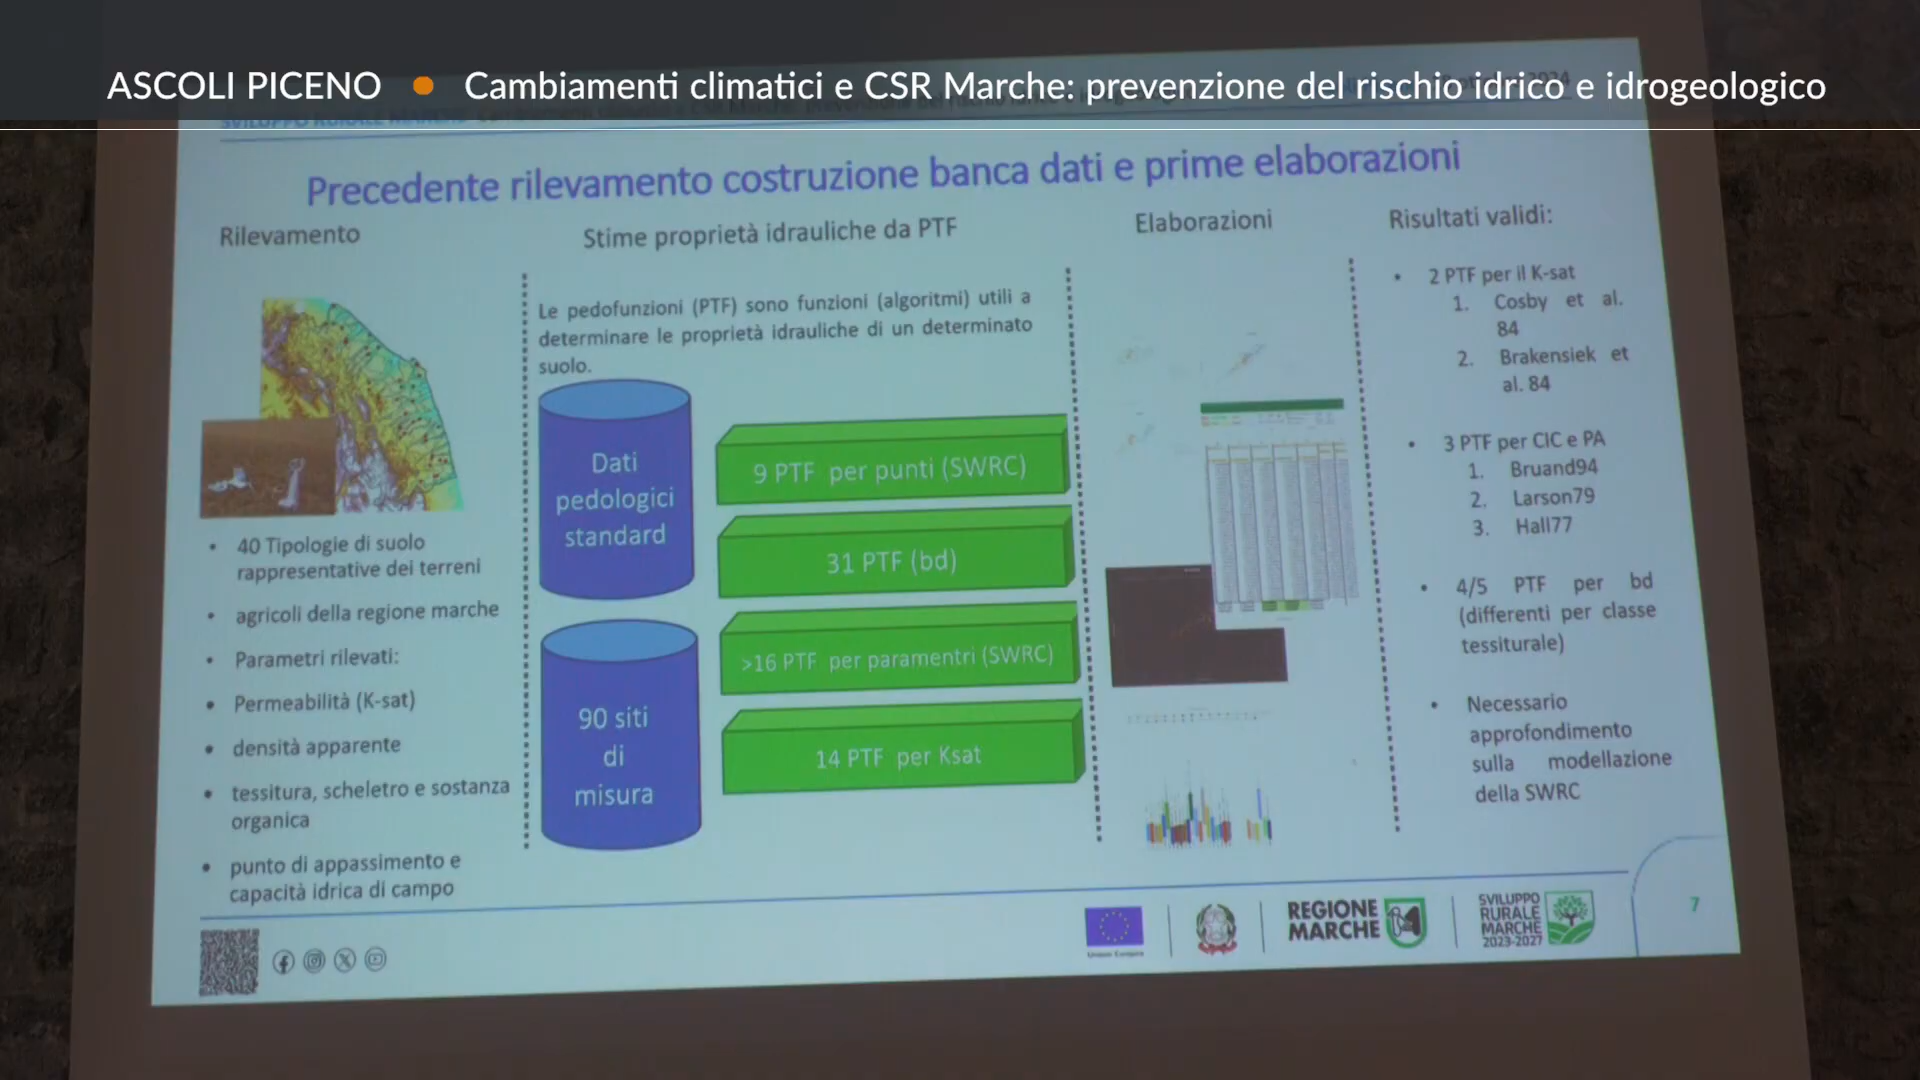 ASCOLI PICENO • Cambiamenti climatici e CSR Marche: prevenzione del rischio idrico e idrogeologico
Precedente rilevamento costruzione banca dati e prime elaborazioni
Rilevamento
• 40 Tipologie di suolo
rappresentative dei terreni
• agricoli della regione marche
• Parametri rilevati:
• Permeabilità (K-sat)
• densità apparente
• tessitura, scheletro e sostanza
organica
• punto di appassimento e
capacità idrica di campo
Stime proprietà idrauliche da PTF
Le pedofunzioni (PTF) sono funzioni (algoritmi) utili a
determinare le proprietà idrauliche di un determinato
suolo.
Dati
pedologici
standard
90 siti
di
misura
9 PTF per punti (SWRC)
31 PTF (bd)
>16 PTF per paramentri (SWRC)
14 PTF per Ksat
Elaborazioni
Risultati validi:
• 2 PTF per il K-sat
1. Cosby et al.
84
2. Brakensiek et
al. 84
• 3 PTF per CIC e PA
1. Bruand94
2. Larson79
3. Hall77
• 4/5 PTF per bd
(differenti per classe
tessiturale)
• Necessario
approfondimento
sulla modellazione
della SWRC
REGIONE
MARCHE
SVILUPPO
RURALE
MARCHE
2023-2027
7